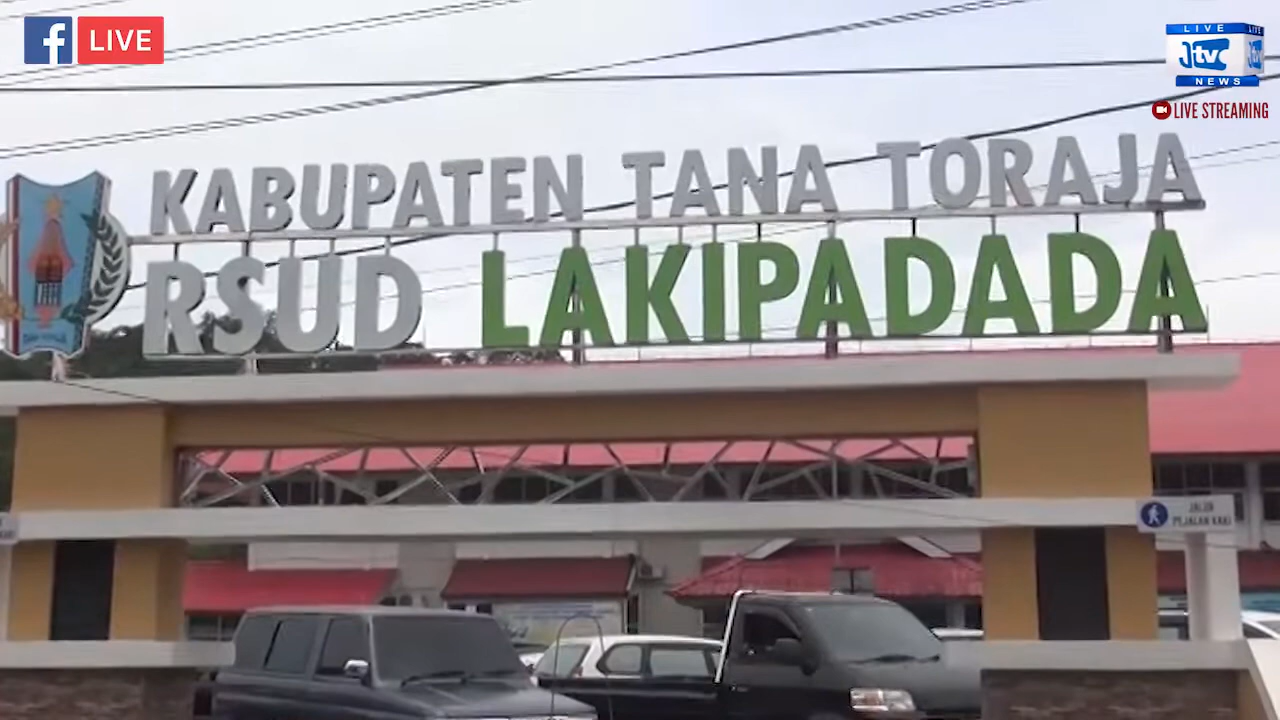 f LIVE
LIVE
Jtv
NEWS
LIVE STREAMING
KABUPATEN TANA TORAJA
RSUD LAKIPADADA
JALUR
PEJALAN KAKI